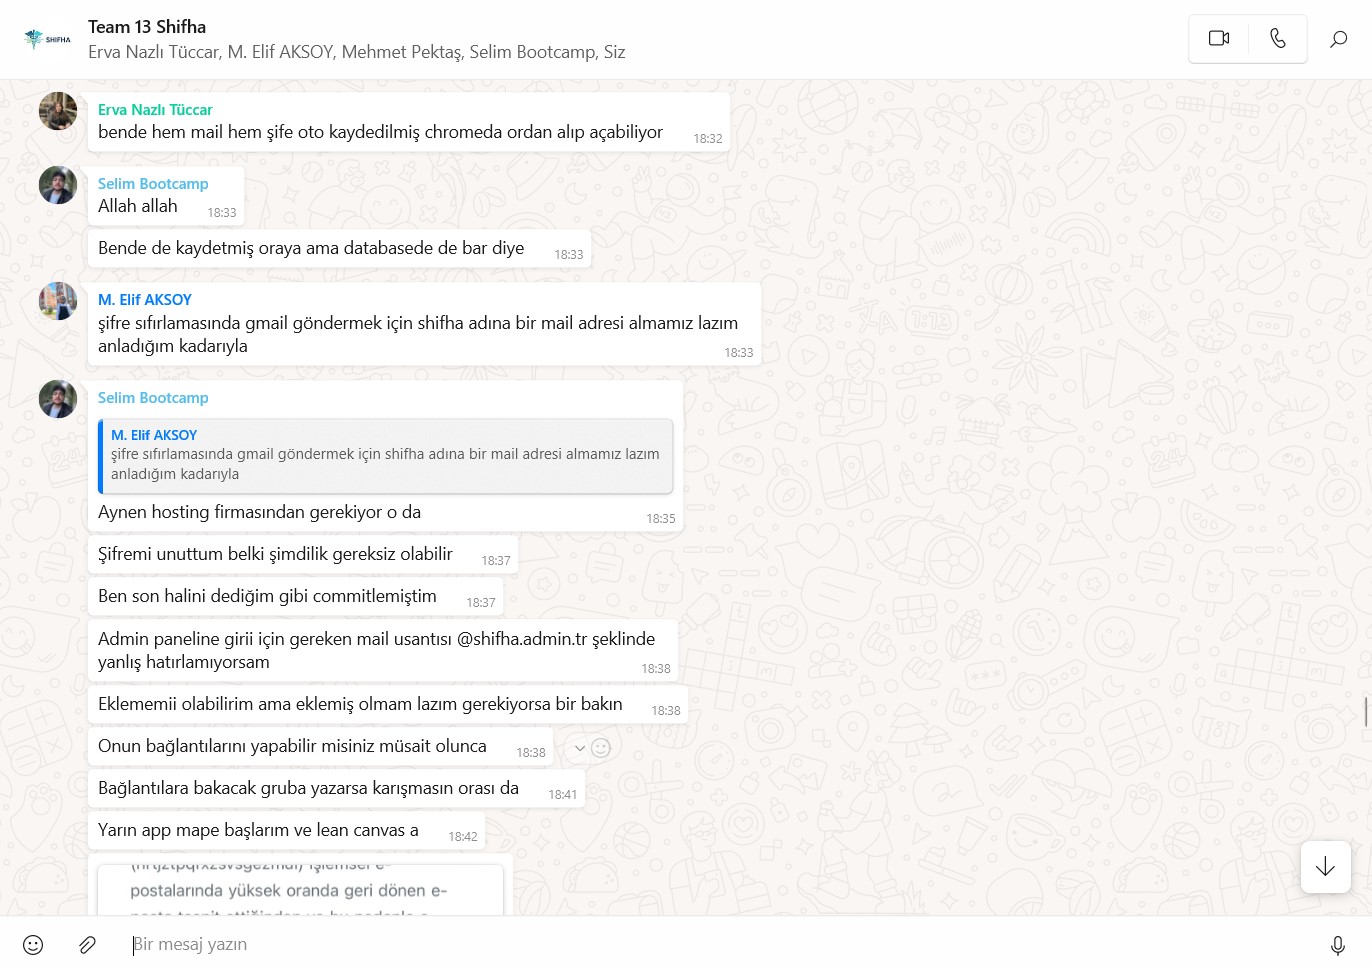 SHIFHA
Team 13 Shifha
Erva Nazlı Tüccar, M. Elif AKSOY, Mehmet Pektaş, Selim Bootcamp, Siz
Erva Nazlı Tüccar
bende hem mail hem şife oto kaydedilmiş chromeda ordan alıp açabiliyor
18:32
Selim Bootcamp
Allah allah
18:33
Bende de kaydetmiş oraya ama databasede de bar diye
18:33
M. Elif AKSOY
şifre sıfırlamasında gmail göndermek için shifha adına bir mail adresi almamız lazım
anladığım kadarıyla
18:33
Selim Bootcamp
M. Elif AKSOY
şifre sıfırlamasında gmail göndermek için shifha adına bir mail adresi almamız lazım
anladığım kadarıyla
Aynen hosting firmasından gerekiyor o da
18:35
Şifremi unuttum belki şimdilik gereksiz olabilir
18:37
Ben son halini dediğim gibi commitlemiştim
18:37
Admin paneline girii için gereken mail usantısı @shifha.admin.tr şeklinde
yanlış hatırlamıyorsam
18:38
Eklememii olabilirim ama eklemiş olmam lazım gerekiyorsa bir bakın
18:38
Onun bağlantılarını yapabilir misiniz müsait olunca
18:38
Bağlantılara bakacak gruba yazarsa karışmasın orası da
18:41
Yarın app mape başlarım ve lean canvas a
18:42
işlemsel e-
postalarında yüksek oranda geri dönen e-
Bir mesaj yazın